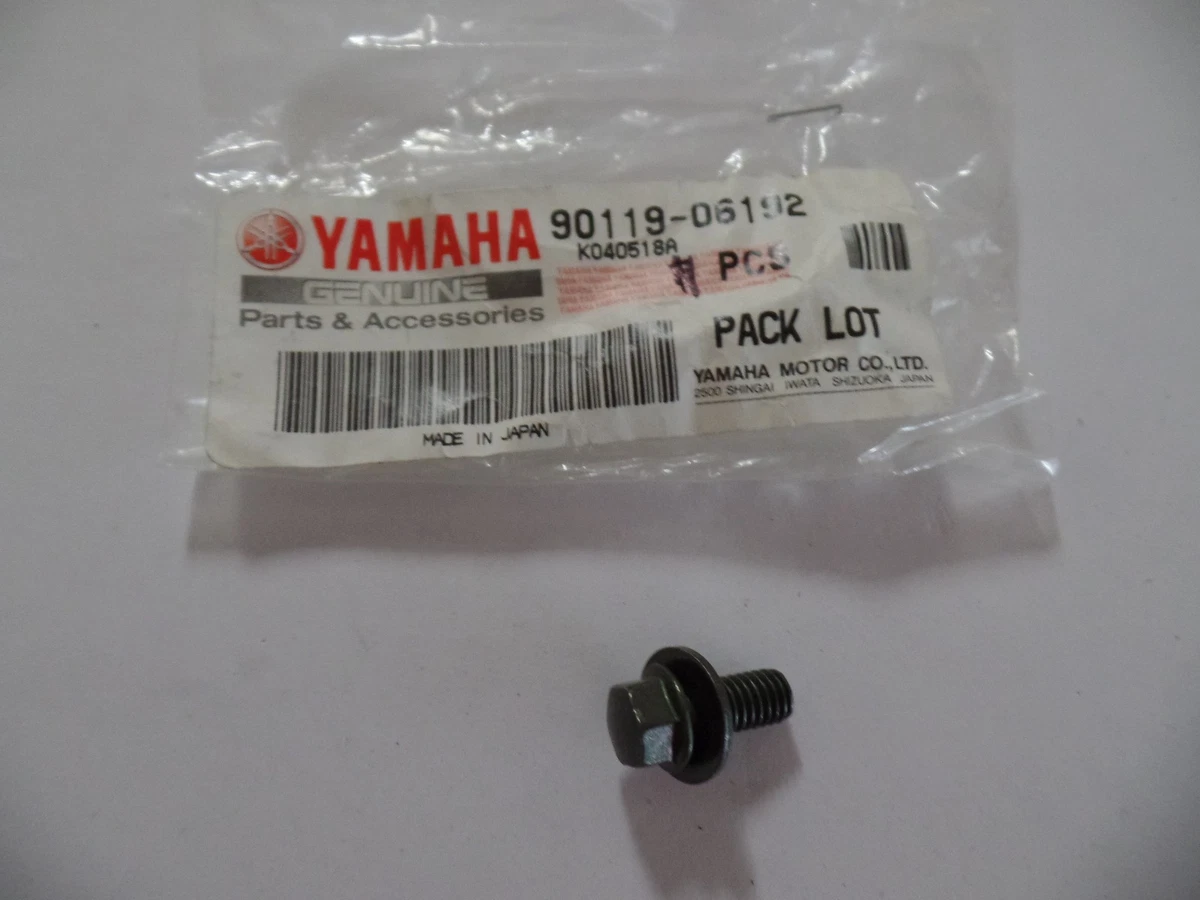 YAMAHA 90119-06192
K040518A
GENUINE
PCS
Parts & Accessories
PACK LOT
YAMAHA MOTOR CO.,LTD.
2500 SHINGAI IWATA SHIZUOKA JAPAN
MADE IN JAPAN